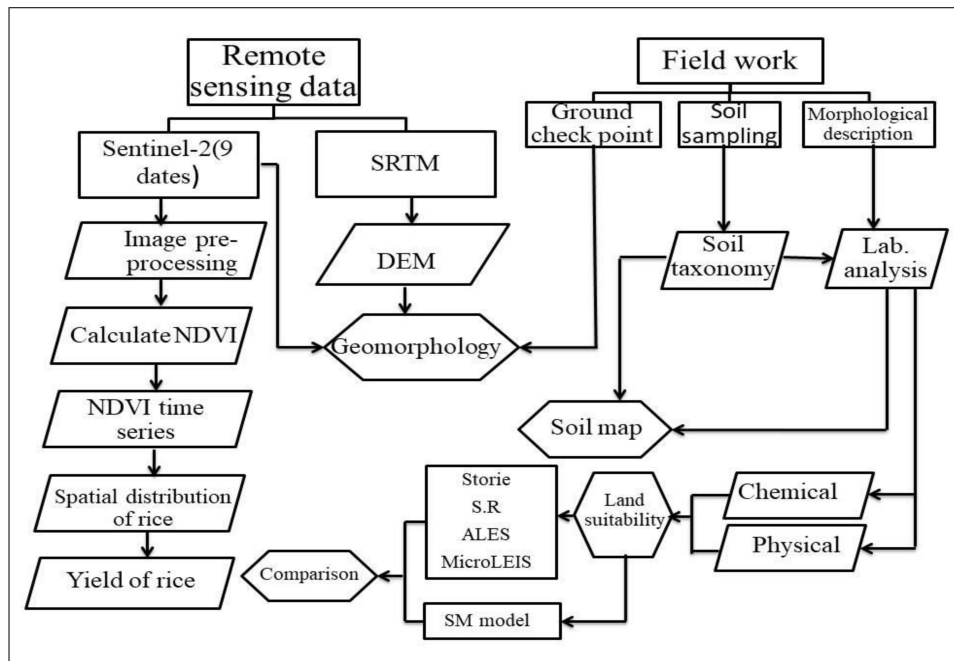 Remote
sensing data
Field work
Ground
check point
Soil
sampling
Morphological
description
Sentinel-2(9
dates)
SRTM
Image pre-
processing
DEM
Soil
taxonomy
Lab.
analysis
Calculate NDVI
Geomorphology
NDVI time
series
Soil map
Spatial distribution
of rice
Yield of rice
Storie
S.R
ALES
MicroLEIS
Land
suitability
Chemical
Physical
Comparison
SM model